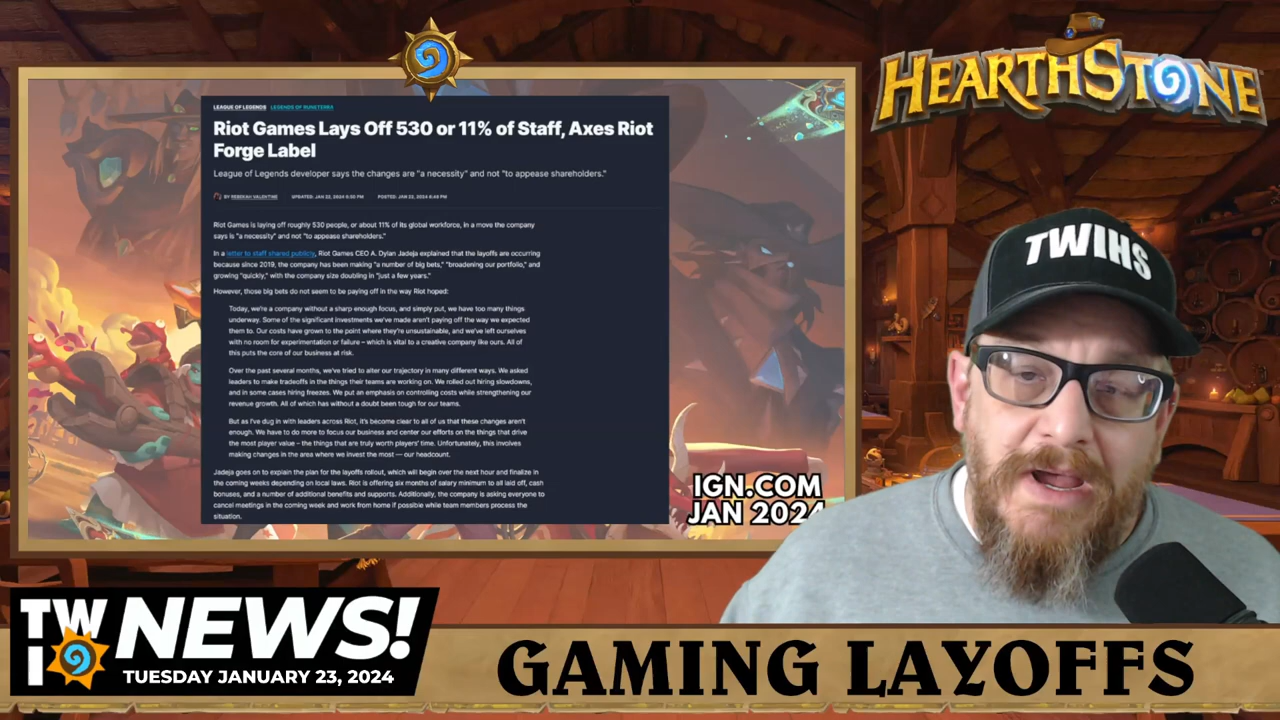 HEARTHSTONE
LEAGUE OF LEGENDS LEGENDS OF RUNETERRA
Riot Games Lays Off 530 or 11% of Staff, Axes Riot
Forge Label
League of Legends developer says the changes are "a necessity" and not "to appease shareholders."
BY REBEKAH VALENTINE UPDATED: JAN 22, 2024 POSTED: JAN 22, 2024
Riot Games is laying off roughly 530 people, or about 11% of its global workforce, in a move the company
says is "a necessity" and not "to appease shareholders."
In a letter to staff shared publicly, Riot Games CEO A. Dylan Jadeja explained that the layoffs are occurring
because since 2019, the company has been making "a number of big bets," "broadening our portfolio," and
growing "quickly," with the company size doubling in "just a few years."
However, those big bets do not seem to be paying off in the way Riot hoped:
Today, we're a company without a sharp enough focus, and simply put, we have too many things
underway. Some of the significant investments we've made aren't paying off the way we expected
them to. Our costs have grown to the point where they're unsustainable, and we've left ourselves
with no room for experimentation or failure – which is vital to a creative company like ours. All of
this puts the core of our business at risk.
Over the past several months, we've tried to alter our trajectory in many different ways. We asked
leaders to make tradeoffs in the things their teams are working on. We rolled out hiring slowdowns,
and in some cases hiring freezes. We put an emphasis on controlling costs while strengthening our
revenue growth. All of which has without a doubt been tough for our teams.
But as I've dug in with leaders across Riot, it's become clear to all of us that these changes aren't
enough. We have to do more to focus our business and center our efforts on the things that drive
the most player value – the things that are truly worth players' time. Unfortunately, this involves
making changes in the area where we invest the most — our headcount.
Jadeja goes on to explain the plan for the layoffs rollout, which will begin over the next hour and finalize in
the coming weeks depending on local laws. Riot is offering six months of salary minimum to all laid off, cash
bonuses, and a number of additional benefits and supports. Additionally, the company is asking everyone to
cancel meetings in the coming week and work from home if possible while team members process the
situation.
IGN.COM
JAN 2024
TWIHS
TW
I
NEWS!
TUESDAY JANUARY 23, 2024
GAMING LAYOFFS